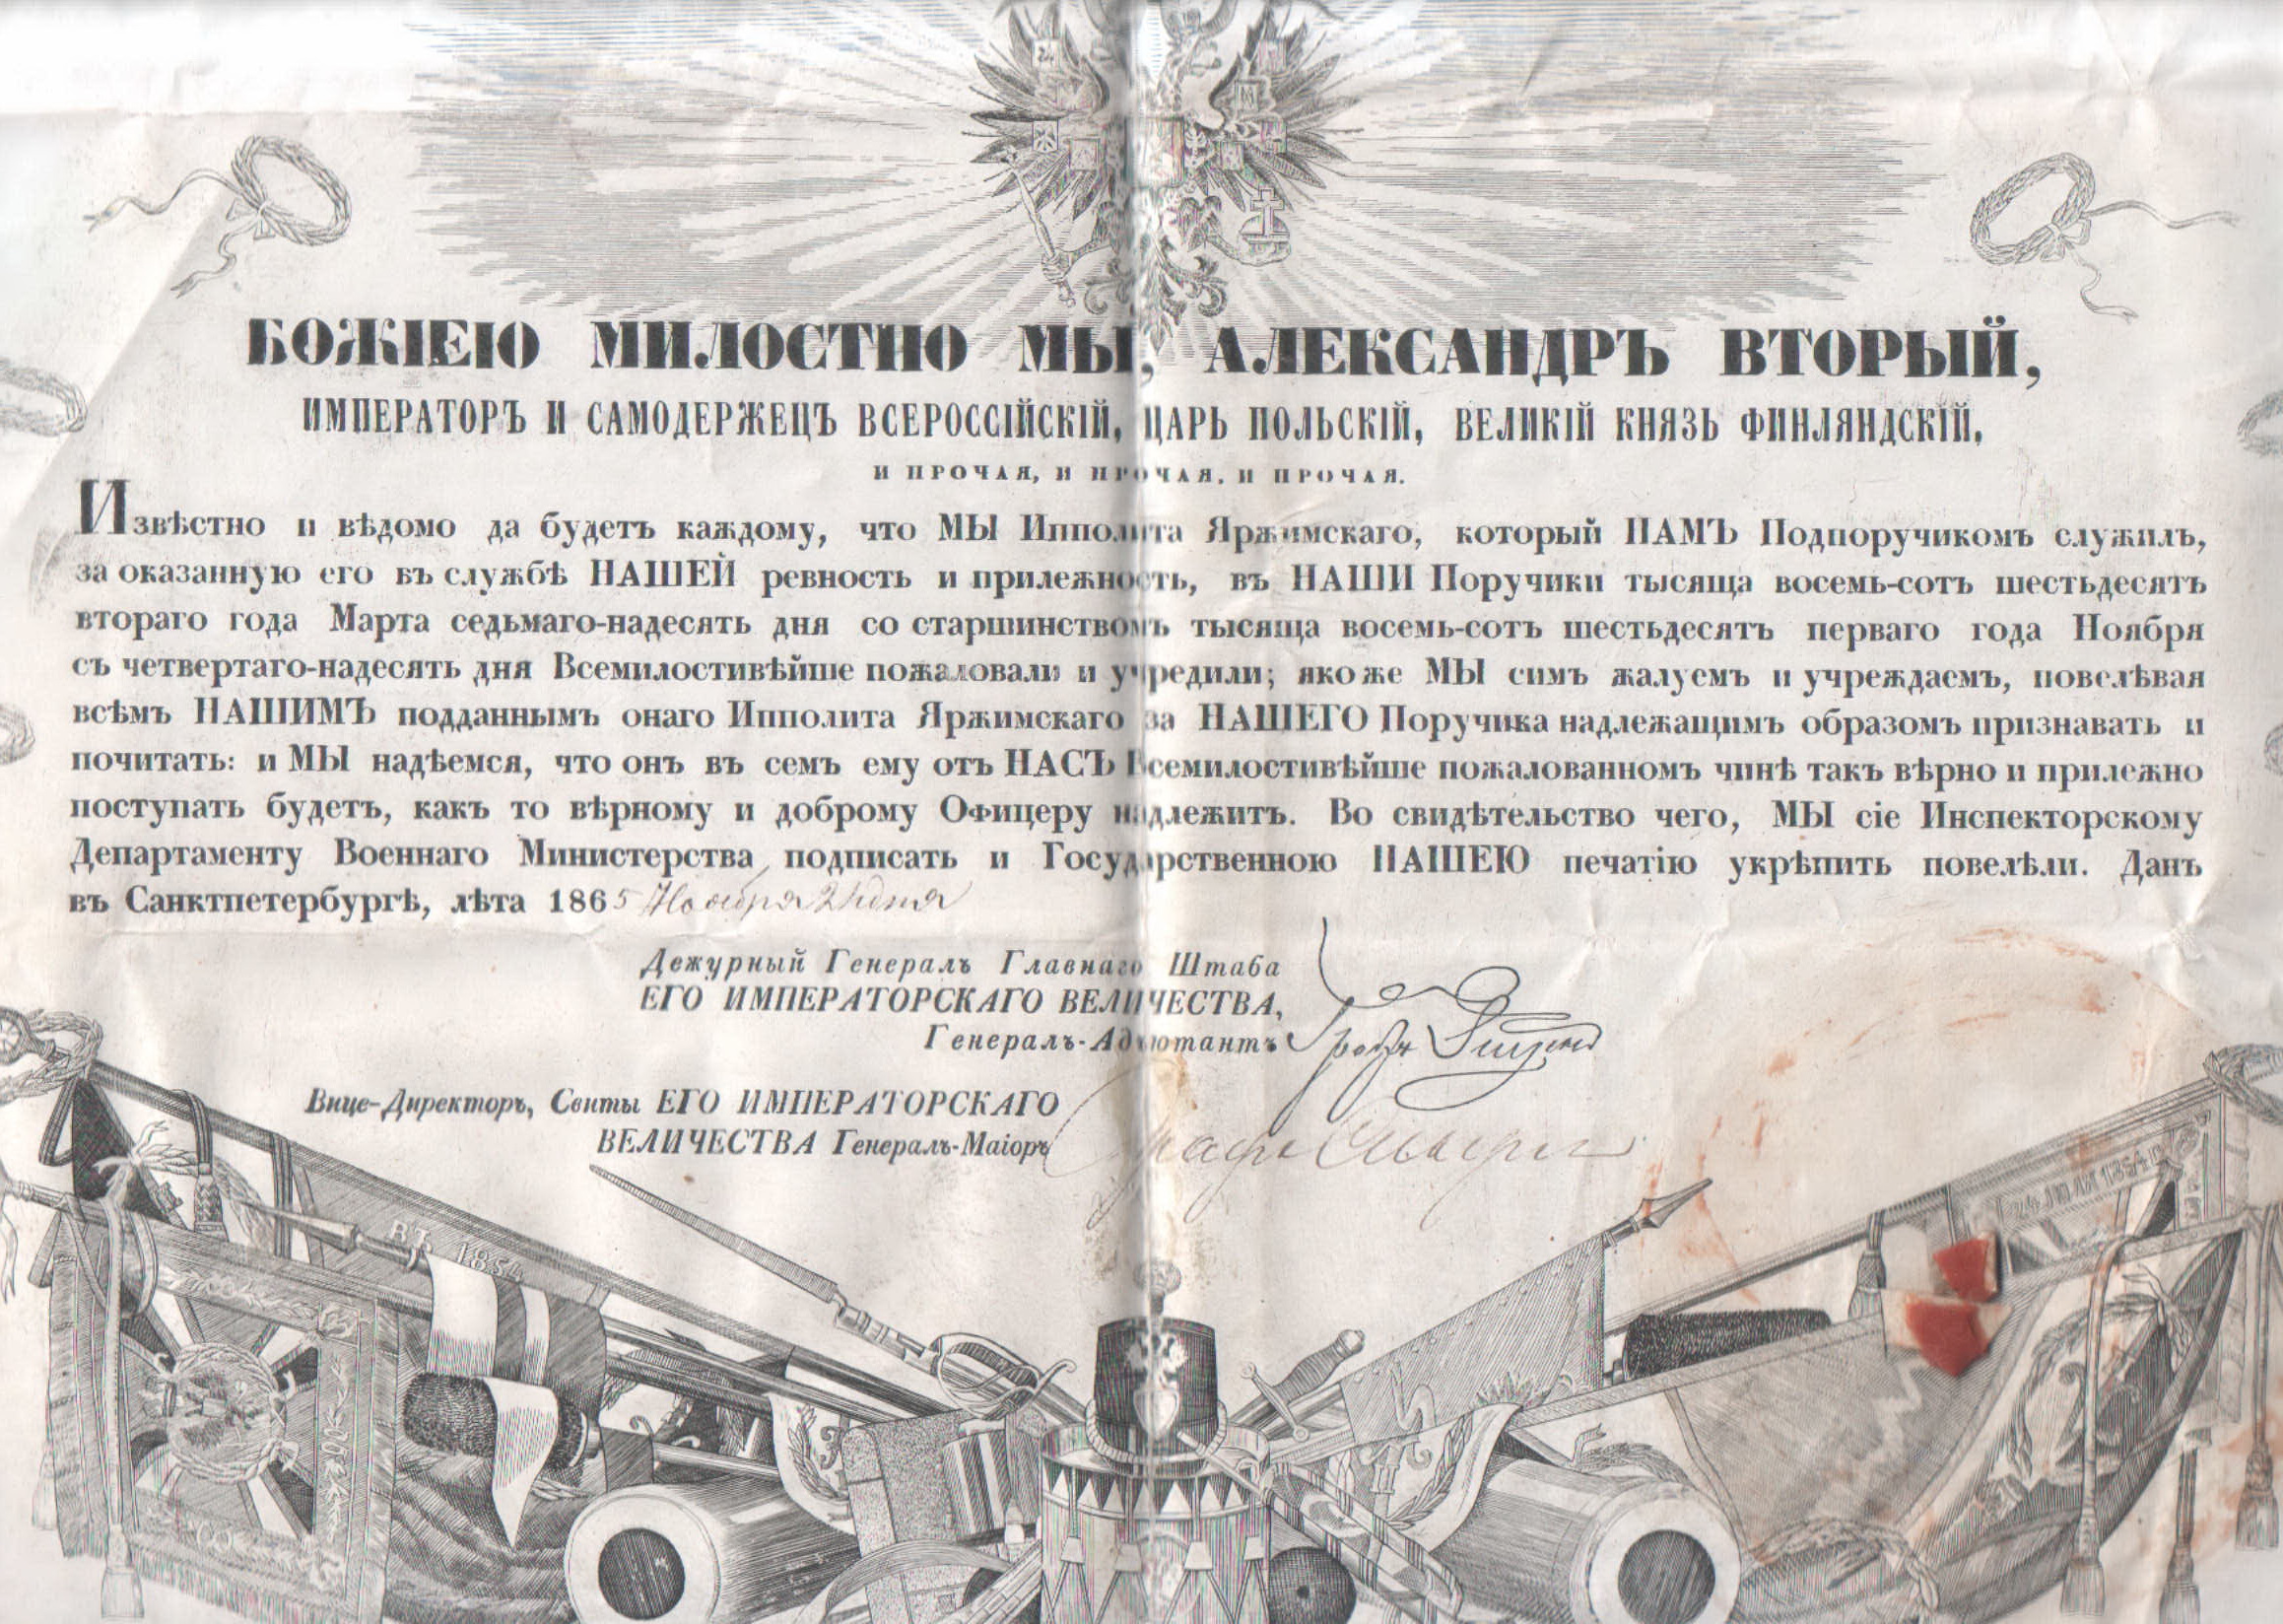 БОЖІЕЮ МИЛОСТІЮ МЫ, АЛЕКСАНДРЪ ВТОРЫЙ,
ИМПЕРАТОРЪ И САМОДЕРЖЕЦЪ ВСЕРОССІЙСКІЙ, ЦАРЬ ПОЛЬСКІЙ, ВЕЛИКІЙ КНЯЗЬ ФИНЛЯНДСКІЙ,
И ПРОЧАЯ, И ПРОЧАЯ, И ПРОЧАЯ.
Извѣстно и вѣдомо да будетъ каждому, что МЫ Ипполита Яржимскаго, который НАМЪ Подпоручикомъ служилъ,
за оказанную его въ службѣ НАШЕЙ ревность и прилежность, въ НАШИ Поручики тысяща восемь-сотъ шестьдесятъ
втораго года Марта седьмаго-надесять дня со старшинствомъ тысяща восемь-сотъ шестьдесятъ перваго года Ноября
съ четвертаго-надесять дня Всемилостивѣйше пожаловали и учредили; якоже МЫ симъ жалуемъ и учреждаемъ, повелѣвая
всѣмъ НАШИМЪ подданнымъ онаго Ипполита Яржимскаго за НАШЕГО Поручика надлежащимъ образомъ признавать и
почитать: и МЫ надѣемся, что онъ въ семъ ему отъ НАСЪ Всемилостивѣйше пожалованномъ чинѣ такъ вѣрно и прилежно
поступать будетъ, какъ то вѣрному и доброму Офицеру надлежитъ. Во свидѣтельство чего, МЫ сіе Инспекторскому
Департаменту Военнаго Министерства подписать и Государственною НАШЕЮ печатію укрѣпить повелѣли. Данъ
въ Санктпетербургѣ, лѣта 1865 Ноября дня
Дежурный Генералъ Главнаго Штаба
ЕГО ИМПЕРАТОРСКАГО ВЕЛИЧЕСТВА,
Генералъ-Адъютантъ Графъ
Вице-Директоръ, Свиты ЕГО ИМПЕРАТОРСКАГО
ВЕЛИЧЕСТВА Генералъ-Маіоръ
ВЪ 1854
24 ІЮЛЯ 1854 Г.